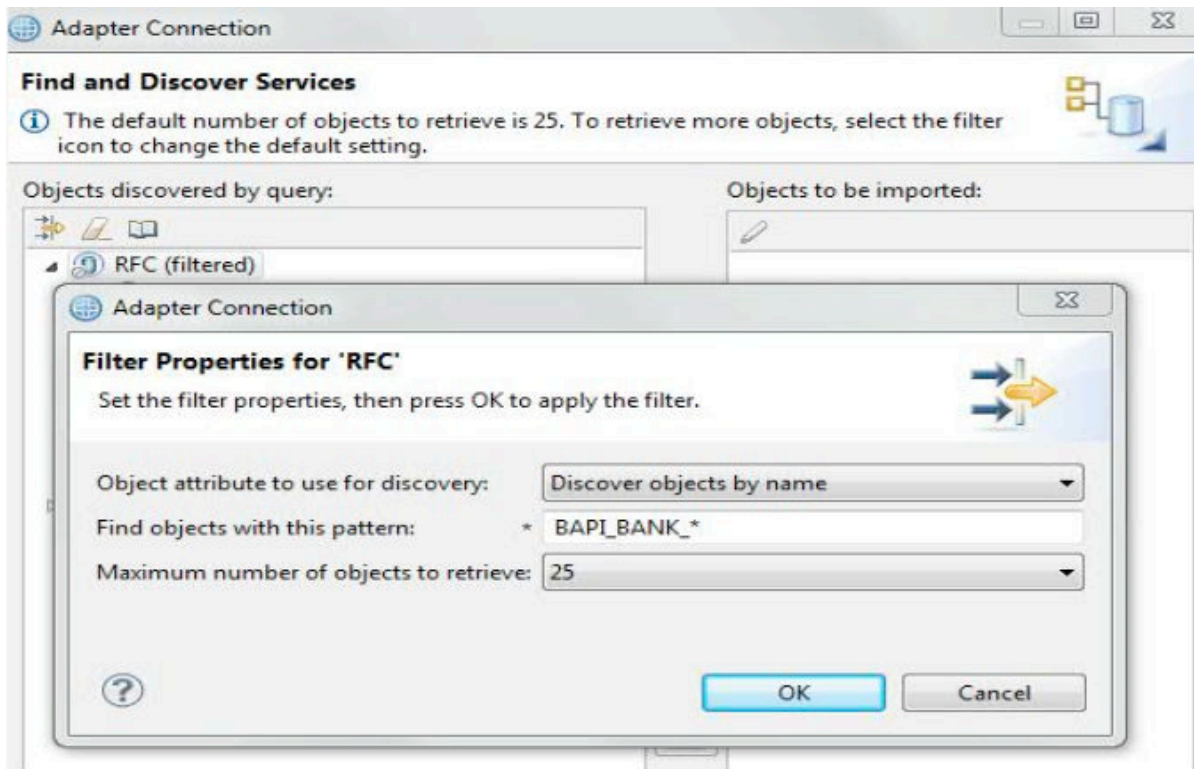 Adapter Connection
Find and Discover Services
The default number of objects to retrieve is 25. To retrieve more objects, select the filter
icon to change the default setting.
Objects discovered by query:
Objects to be imported:
RFC (filtered)
Adapter Connection
Filter Properties for 'RFC'
Set the filter properties, then press OK to apply the filter.
Object attribute to use for discovery: Discover objects by name
Find objects with this pattern: * BAPI_BANK_*
Maximum number of objects to retrieve: 25
OK
Cancel